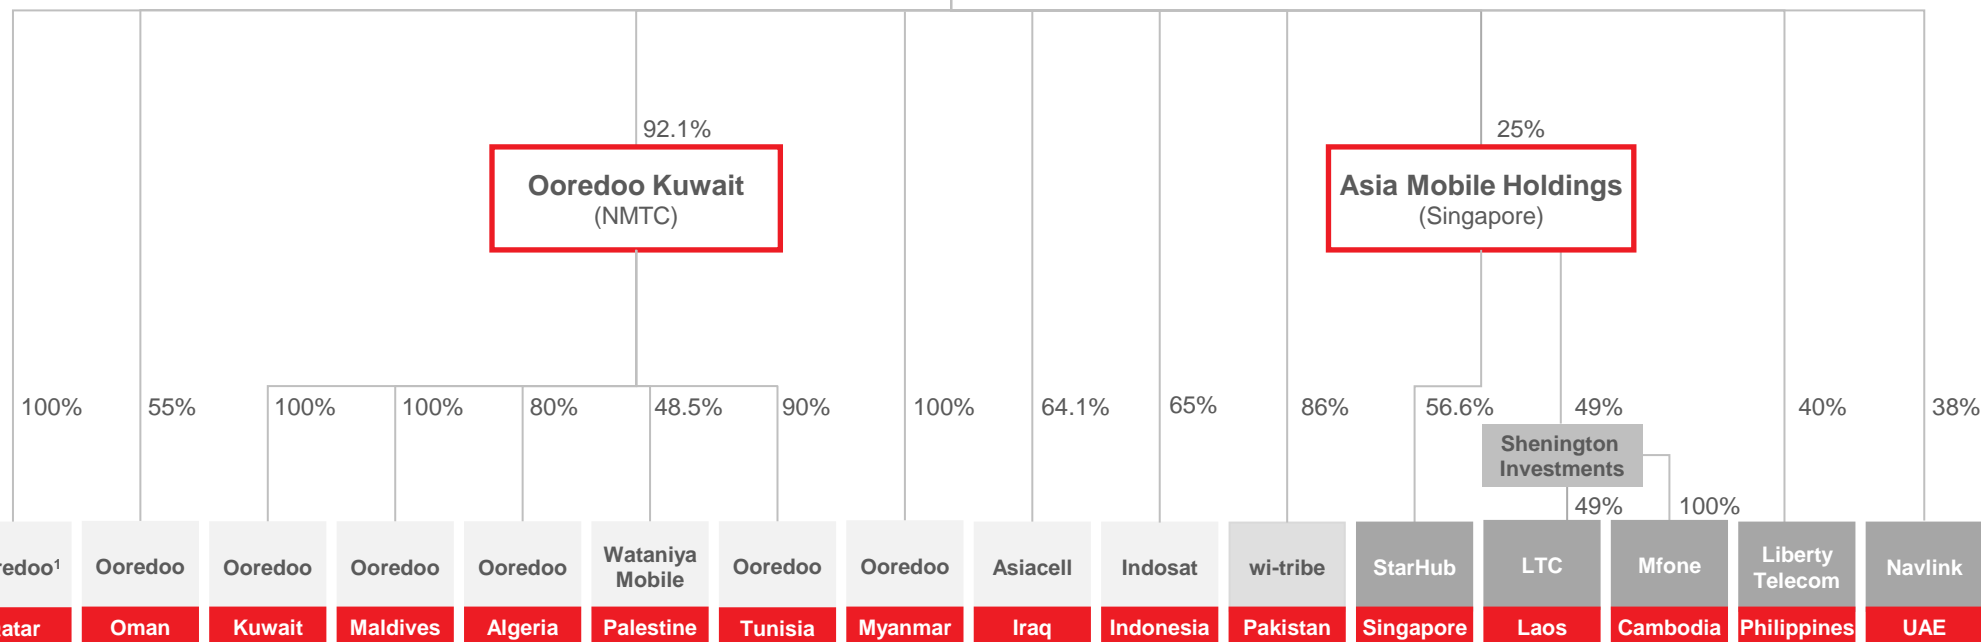 92.1%
25%
Ooredoo Kuwait
(NMTC)
Asia Mobile Holdings
(Singapore)
100%
55%
100%
100%
80%
48.5%
90%
100%
64.1%
65%
86%
56.6%
49%
40%
38%
Shenington
Investments
49%
100%
redoo¹
Ooredoo
Ooredoo
Ooredoo
Ooredoo
Wataniya
Mobile
Ooredoo
Ooredoo
Asiacell
Indosat
wi-tribe
StarHub
LTC
Mfone
Liberty
Telecom
Navlink
atar
Oman
Kuwait
Maldives
Algeria
Palestine
Tunisia
Myanmar
Iraq
Indonesia
Pakistan
Singapore
Laos
Cambodia
Philippines
UAE